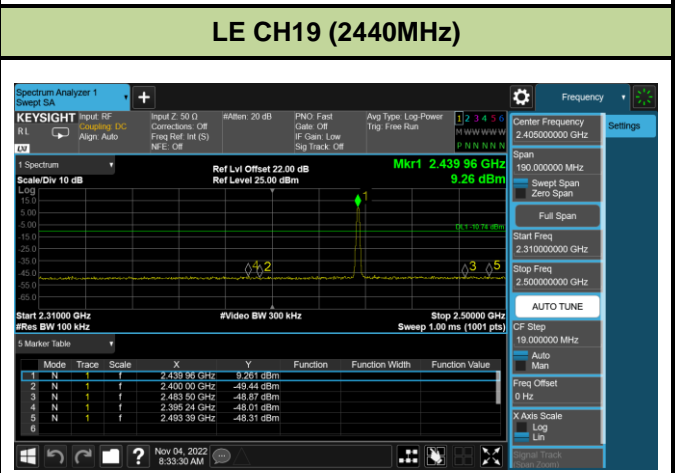 LE CH19 (2440MHz)
Spectrum Analyzer 1
Swept SA
Frequency
KEYSIGHT
RL
LXI
Input: RF
Coupling: DC
Align: Auto
Input Z: 50 Ω
Corrections: Off
Freq Ref: Int (S)
NFE: Off
#Atten: 20 dB
PNO: Fast
Gate: Off
IF Gain: Low
Sig Track: Off
Avg Type: Log-Power
Trig: Free Run
1 2 3 4 5 6
M W W W W W
P N N N N N
1 Spectrum
Scale/Div 10 dB
Ref Lvl Offset 22.00 dB
Ref Level 25.00 dBm
Mkr1 2.439 96 GHz
9.26 dBm
Log
15.0
5.00
-5.00
-15.0
-25.0
-35.0
-45.0
-55.0
-65.0
1
DL1 -10.74 dBm
4 2
3 5
Start 2.31000 GHz
#Res BW 100 kHz
#Video BW 300 kHz
Stop 2.50000 GHz
Sweep 1.00 ms (1001 pts)
5 Marker Table
Mode Trace Scale X Y Function Function Width Function Value
1 N 1 f 2.439 96 GHz 9.261 dBm
2 N 1 f 2.400 00 GHz -49.44 dBm
3 N 1 f 2.483 50 GHz -48.87 dBm
4 N 1 f 2.395 24 GHz -48.01 dBm
5 N 1 f 2.493 39 GHz -48.31 dBm
6
Nov 04, 2022
8:33:30 AM
Center Frequency
2.405000000 GHz
Settings
Span
190.000000 MHz
Swept Span
Zero Span
Full Span
Start Freq
2.310000000 GHz
Stop Freq
2.500000000 GHz
AUTO TUNE
CF Step
19.000000 MHz
Auto
Man
Freq Offset
0 Hz
X Axis Scale
Log
Lin
Signal Track
(Span Zoom)